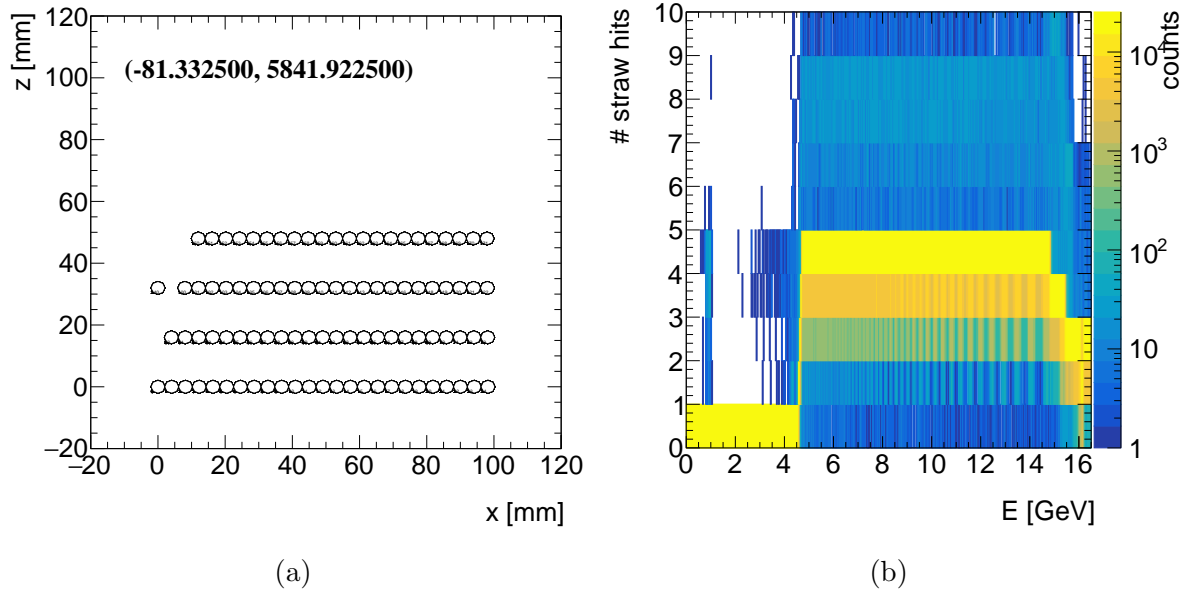 120
100
80
60
40
20
0
−20
z [mm]
(-81.332500, 5841.922500)
−20 0 20 40 60 80 100 120
x [mm]
(a)
10
9
8
7
6
5
4
3
2
1
0
# straw hits
0 2 4 6 8 10 12 14 16
E [GeV]
10⁴
10³
10²
10
1
counts
(b)